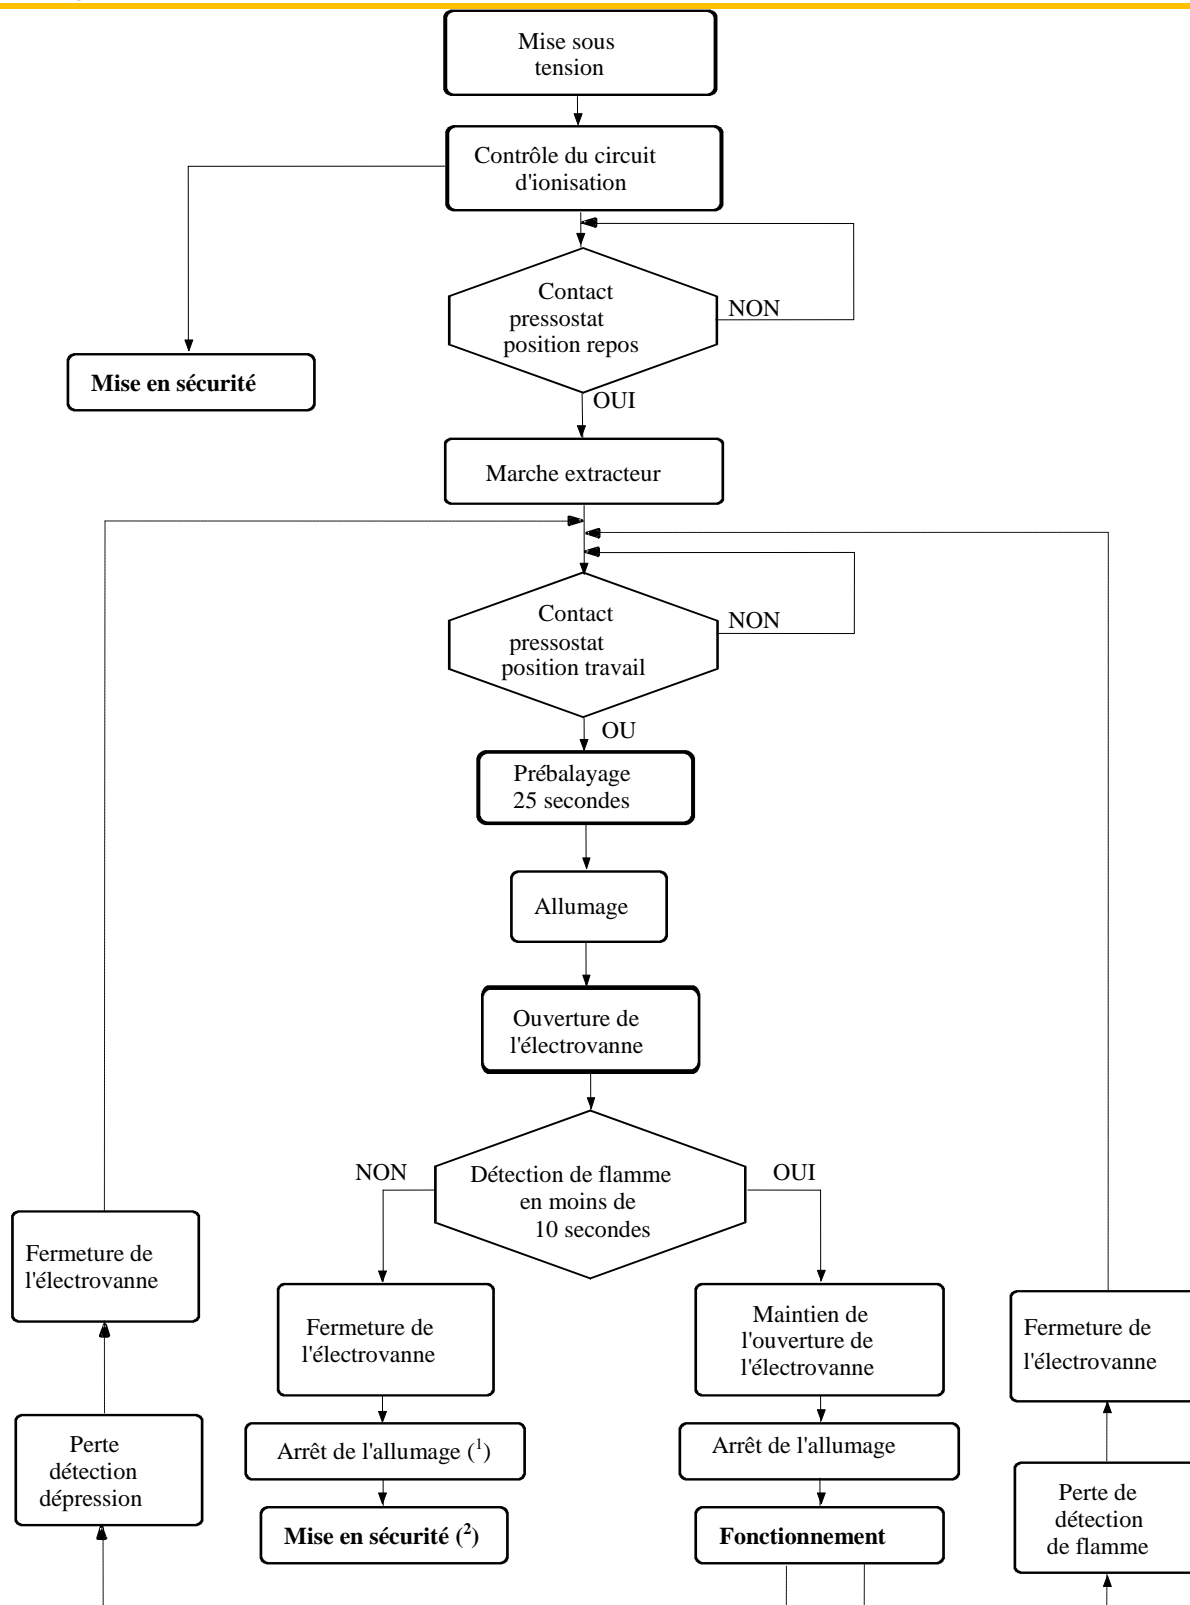 Mise sous
tension
Contrôle du circuit
d'ionisation
Contact
pressostat
position repos
NON
Mise en sécurité
OUI
Marche extracteur
Contact
pressostat
position travail
NON
OU
Prébalayage
25 secondes
Allumage
Ouverture de
l'électrovanne
NON
Détection de flamme
en moins de
10 secondes
OUI
Fermeture de
l'électrovanne
Fermeture de
l'électrovanne
Maintien de
l'ouverture de
l'électrovanne
Fermeture de
l'électrovanne
Perte
détection
dépression
Arrêt de l'allumage (¹)
Arrêt de l'allumage
Mise en sécurité (²)
Fonctionnement
Perte de
détection
de flamme